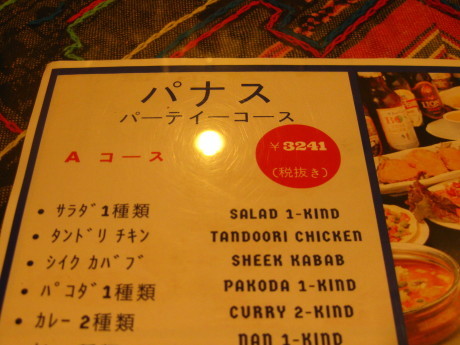 パナス
パーティーコース
A コース
¥3241
(税抜き)
• ｻﾗﾀﾞ 1種類 SALAD 1-KIND
• ﾀﾝﾄﾞﾘ ﾁｷﾝ TANDOORI CHICKEN
• ｼｲｸ ｶﾊﾞﾌﾞ SHEEK KABAB
• ﾊﾟｺﾀﾞ 1種類 PAKODA 1-KIND
• ｶﾚｰ 2種類 CURRY 2-KIND
NAN 1-KIND